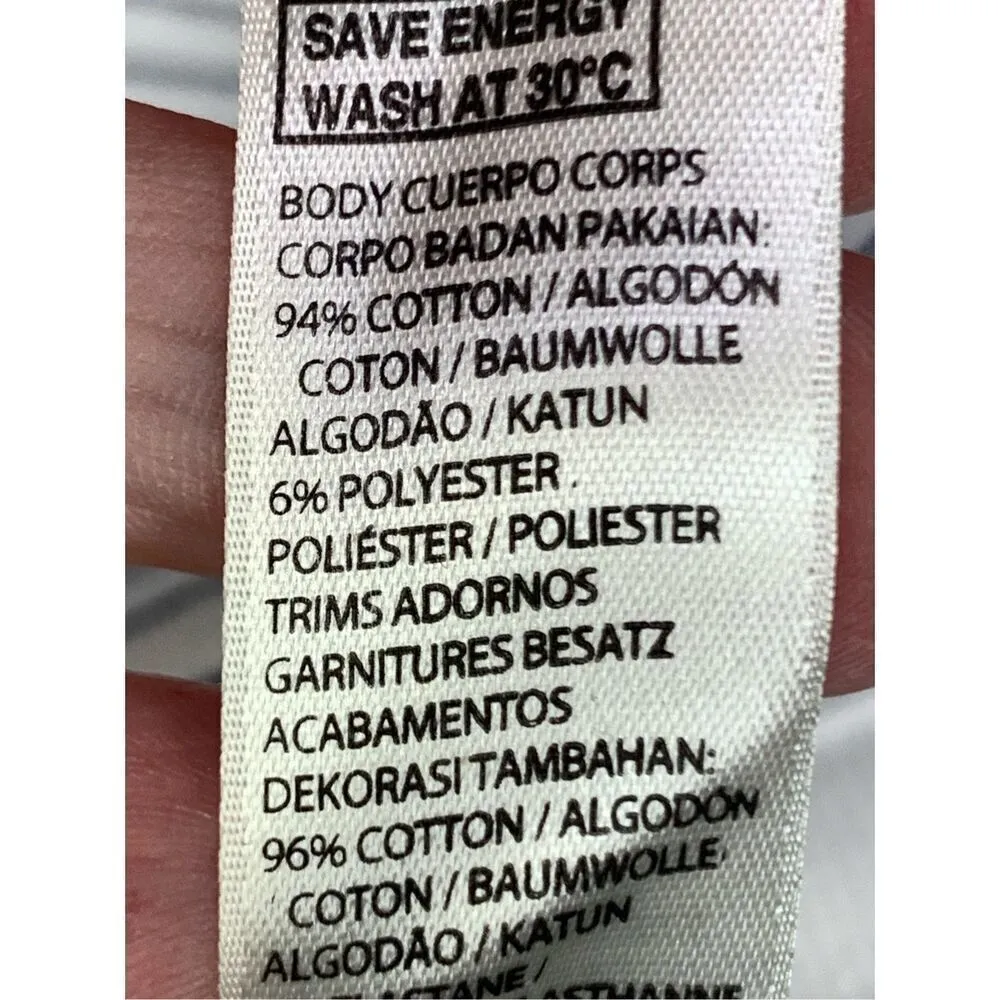 SAVE ENERGY
WASH AT 30°C
BODY CUERPO CORPS
CORPO BADAN PAKAIAN:
94% COTTON / ALGODÓN
COTON / BAUMWOLLE
ALGODÃO / KATUN
6% POLYESTER
POLIÉSTER / POLIESTER
TRIMS ADORNOS
GARNITURES BESATZ
ACABAMENTOS
DEKORASI TAMBAHAN:
96% COTTON / ALGODÓN
COTON / BAUMWOLLE
ALGODÃO / KATUN